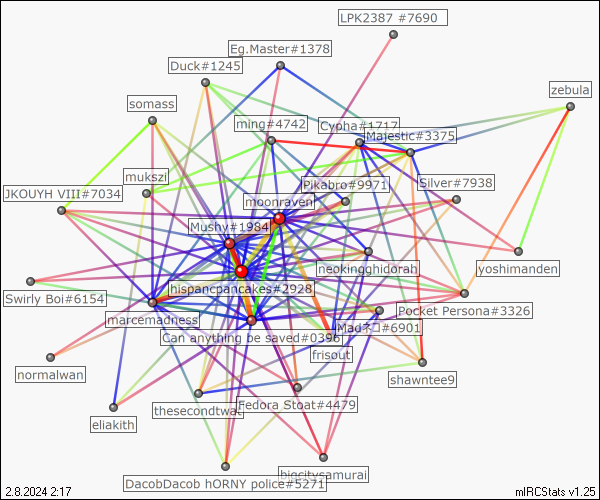 LPK2387 #7690
Eg.Master#1378
Duck#1245
zebula
somass
ming#4742
Cypha#1717
Majestic#3375
mukszi
Pikabro#9971
Silver#7938
JKOUYH VIII#7034
moonraven
Mushy#1984
neokingghidorah
yoshimanden
hispancpancakes#2928
Swirly Boi#6154
Pocket Persona#3326
marcemadness
#6901
Can anything be saved#0396
frisout
normalwan
shawntee9
thesecondtwat
Fedora Stoat#4479
eliakith
bigcitysamurai
DacobDacob hORNY police#5271
2.8.2024 2:17
mIRCStats v1.25